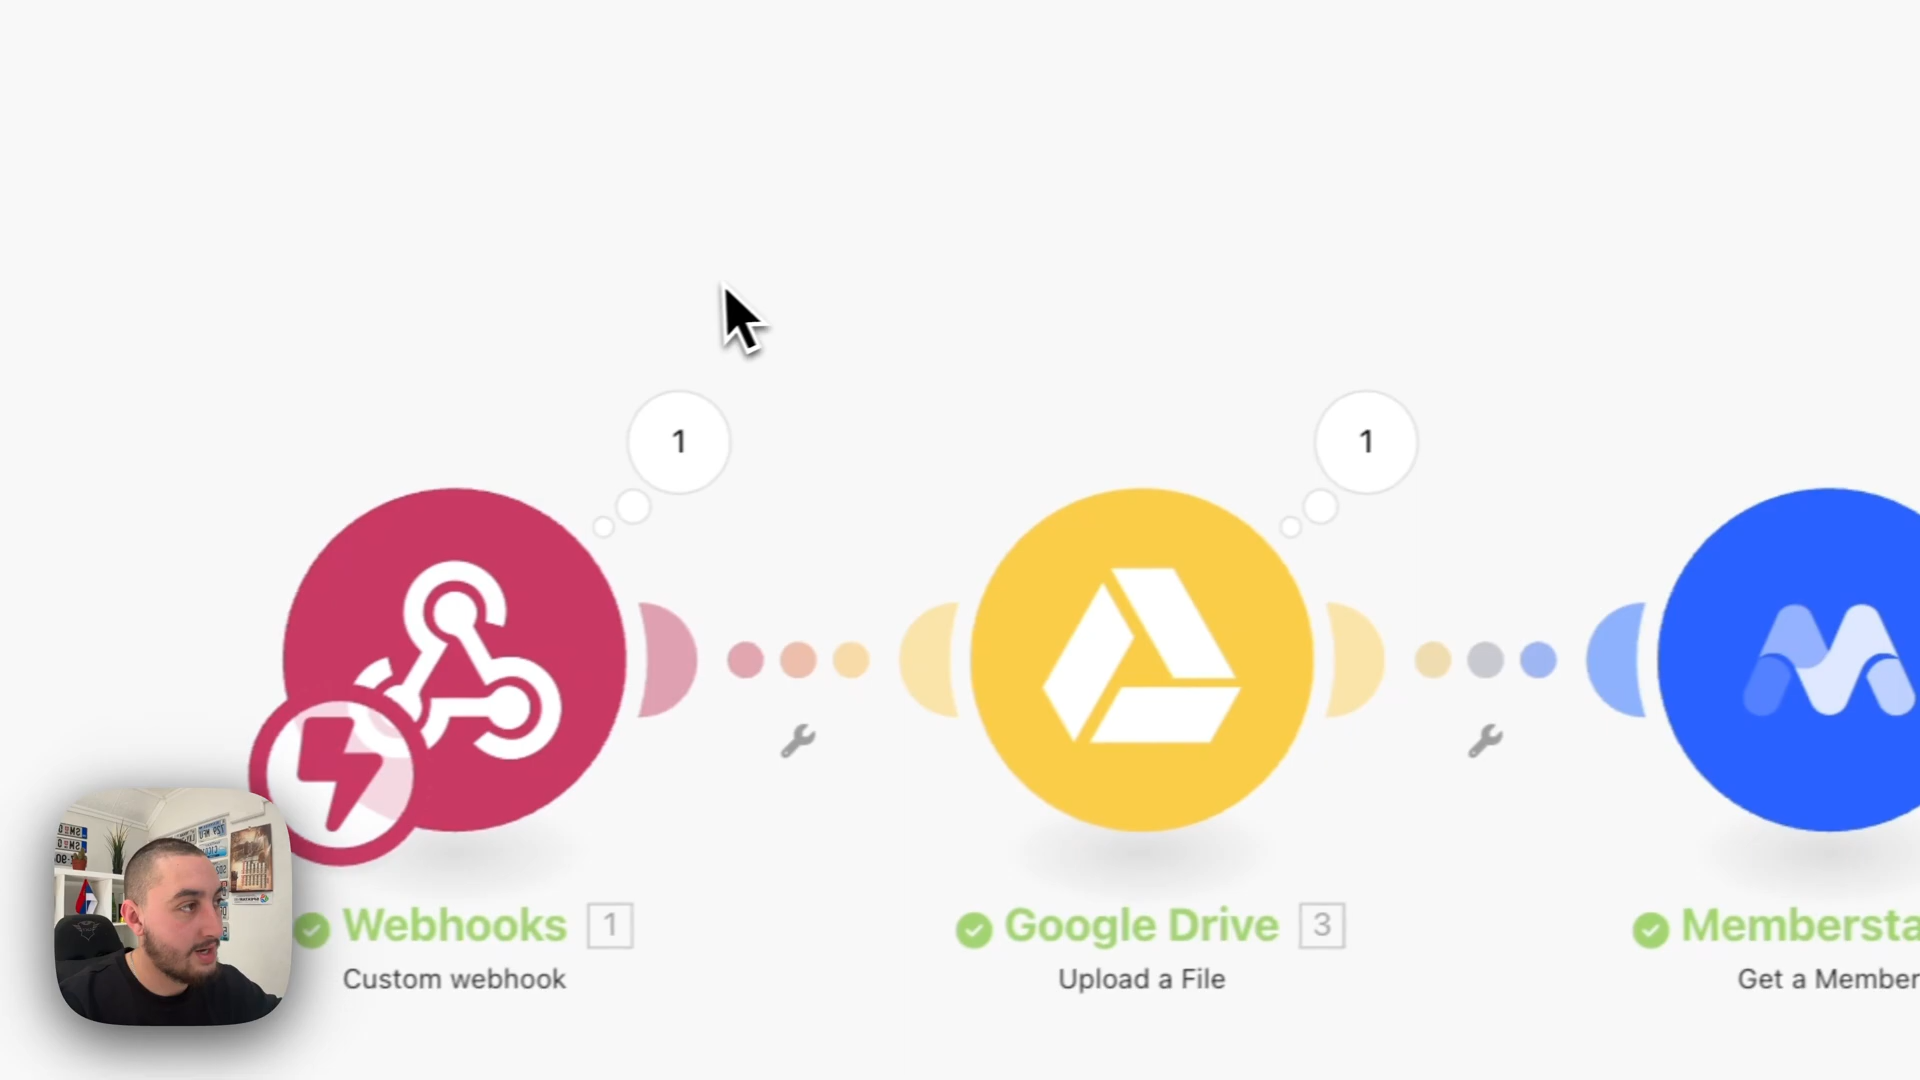 1
1
Webhooks 1
Custom webhook
Google Drive 3
Upload a File
Membersta
Get a Member